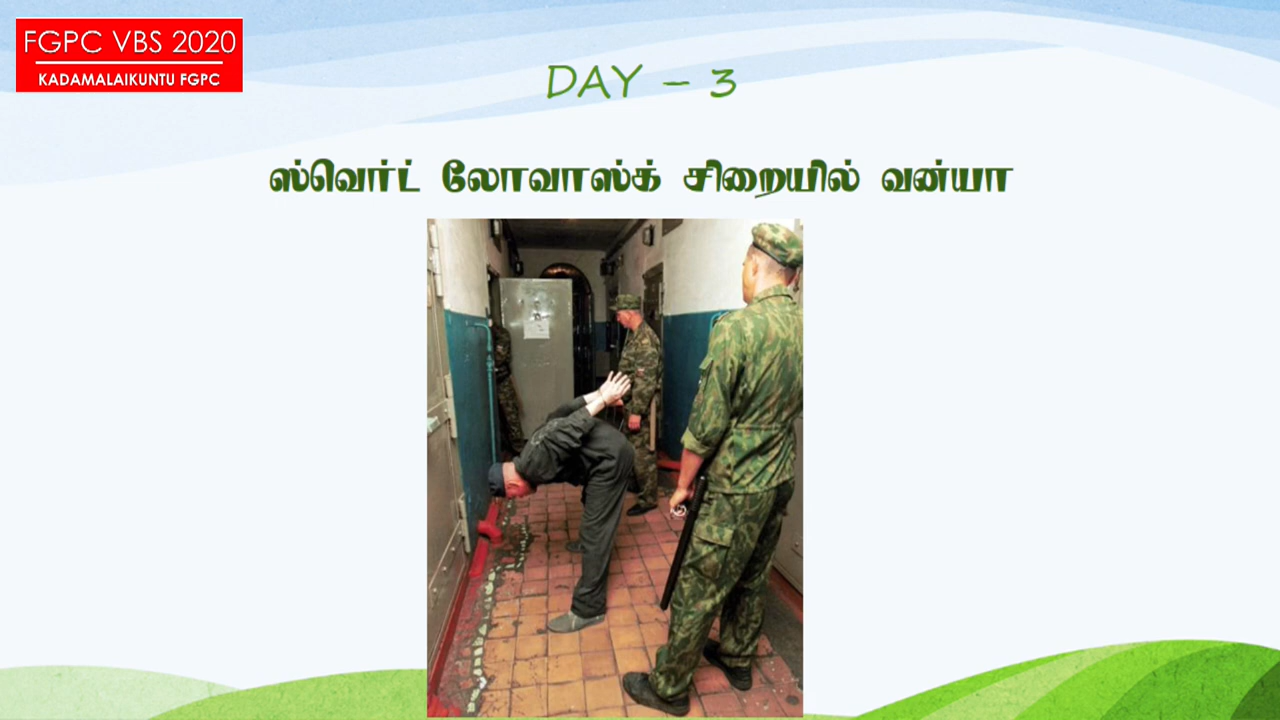 FGPC VBS 2020
KADAMALAIKUNTU FGPC
DAY – 3
ஸ்வெர்ட் லோவாஸ்க் சிறையில் வன்யா